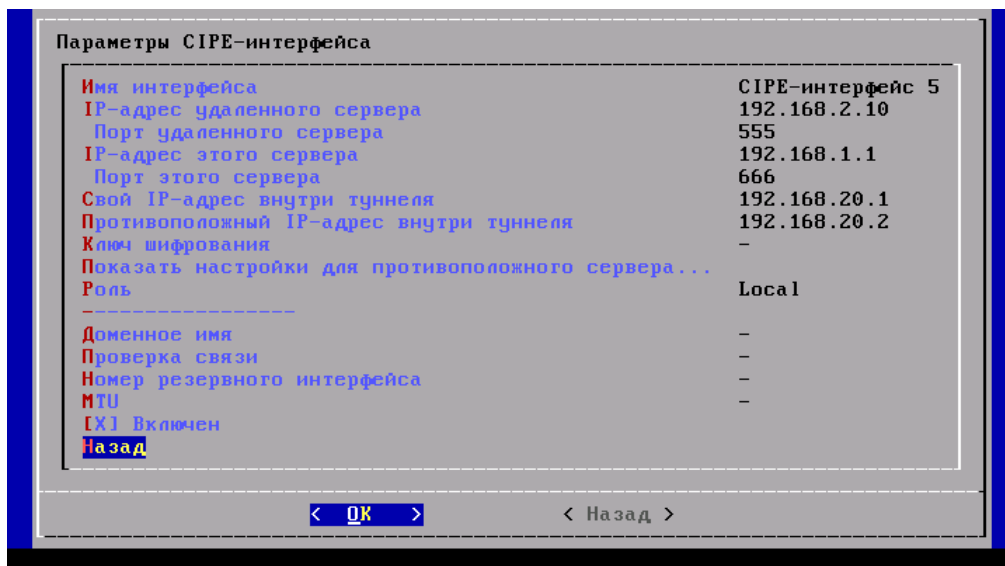 Параметры CIPE-интерфейса
Имя интерфейса CIPE-интерфейс 5
IP-адрес удаленного сервера 192.168.2.10
Порт удаленного сервера 555
IP-адрес этого сервера 192.168.1.1
Порт этого сервера 666
Свой IP-адрес внутри туннеля 192.168.20.1
Противоположный IP-адрес внутри туннеля 192.168.20.2
Ключ шифрования -
Показать настройки для противоположного сервера...
Роль Local
-----------------
Доменное имя -
Проверка связи -
Номер резервного интерфейса -
MTU -
[X] Включен
Назад
< OK > < Назад >